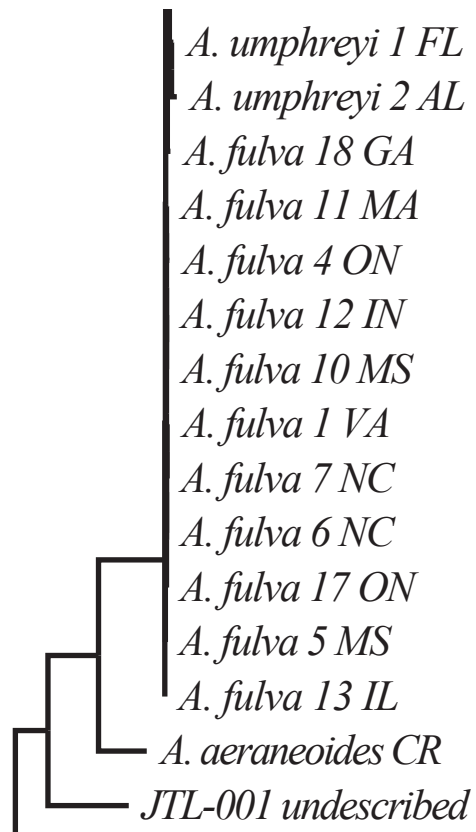 A. umphreyi 1 FL
A. umphreyi 2 AL
A. fulva 18 GA
A. fulva 11 MA
A. fulva 4 ON
A. fulva 12 IN
A. fulva 10 MS
A. fulva 1 VA
A. fulva 7 NC
A. fulva 6 NC
A. fulva 17 ON
A. fulva 5 MS
A. fulva 13 IL
A. aeraneoides CR
JTL-001 undescribed